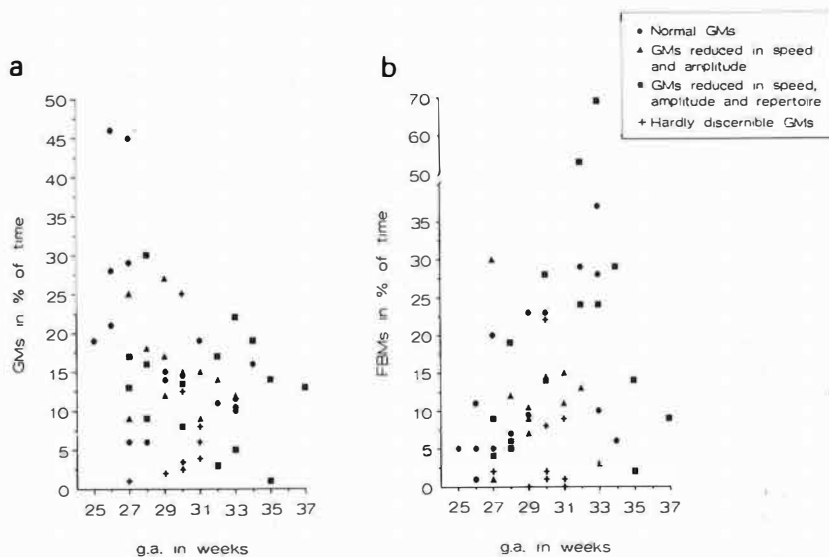 a
b
• Normal GMs
▲ GMs reduced in speed
and amplitude
■ GMs reduced in speed,
amplitude and repertoire
+ Hardly discernible GMs
GMs in % of time
50
45
40
35
30
25
20
15
10
5
0
25 27 29 31 33 35 37
g.a. in weeks
FBMs in % of time
70
60
50
35
30
25
20
15
10
5
0
25 27 29 31 33 35 37
g.a. in weeks